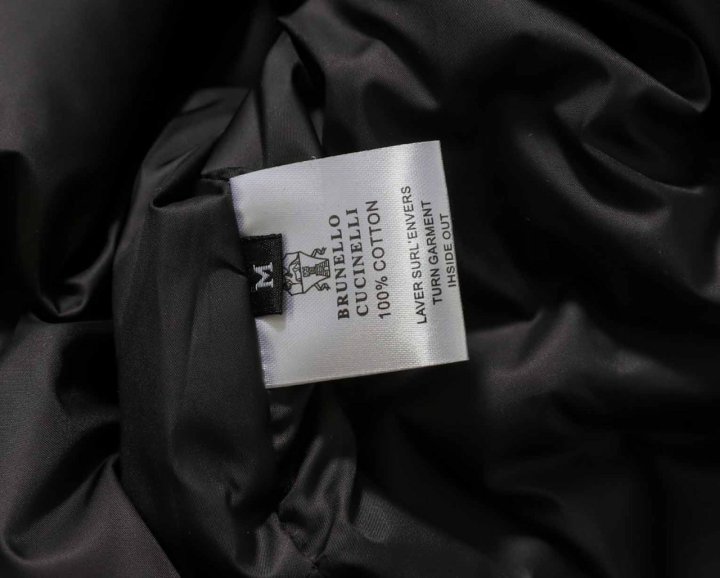 M
BRUNELLO
CUCINELLI
100% COTTON
LAVER SURL'ENVERS
TURN GARMENT
IHSIDE OUT